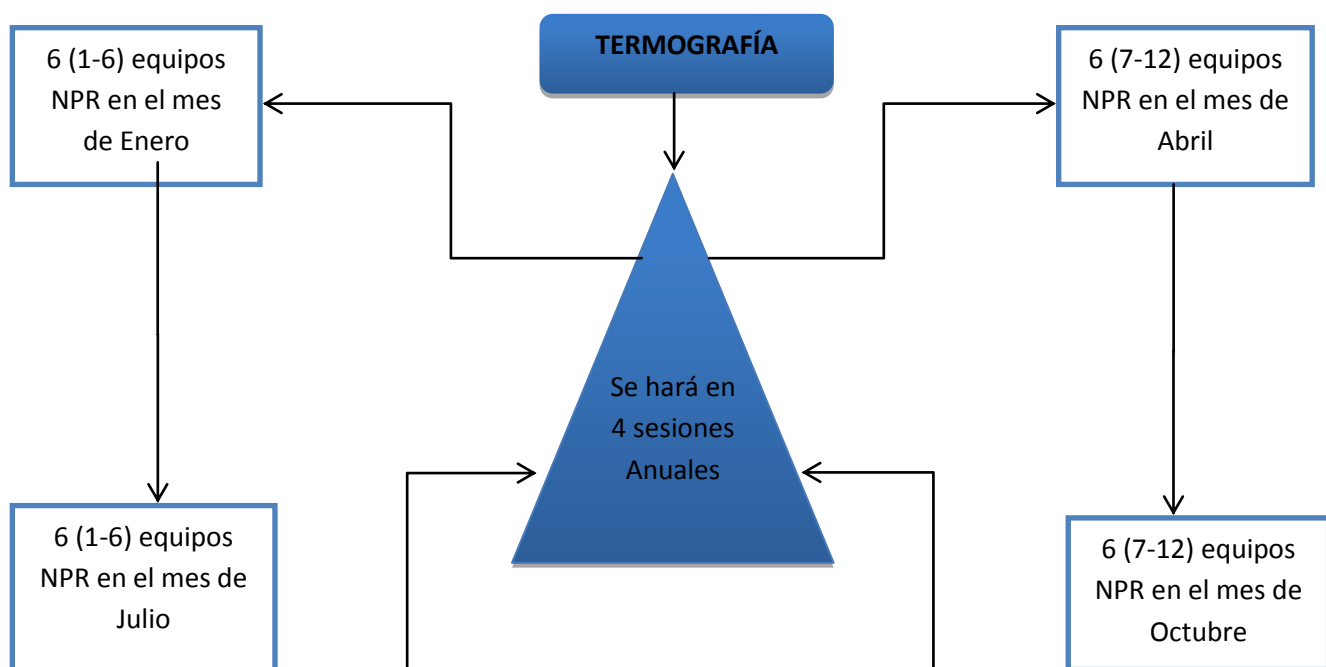 TERMOGRAFÍA
6 (1-6) equipos
NPR en el mes
de Enero
6 (7-12) equipos
NPR en el mes de
Abril
Se hará en
4 sesiones
Anuales
6 (1-6) equipos
NPR en el mes de
Julio
6 (7-12) equipos
NPR en el mes de
Octubre